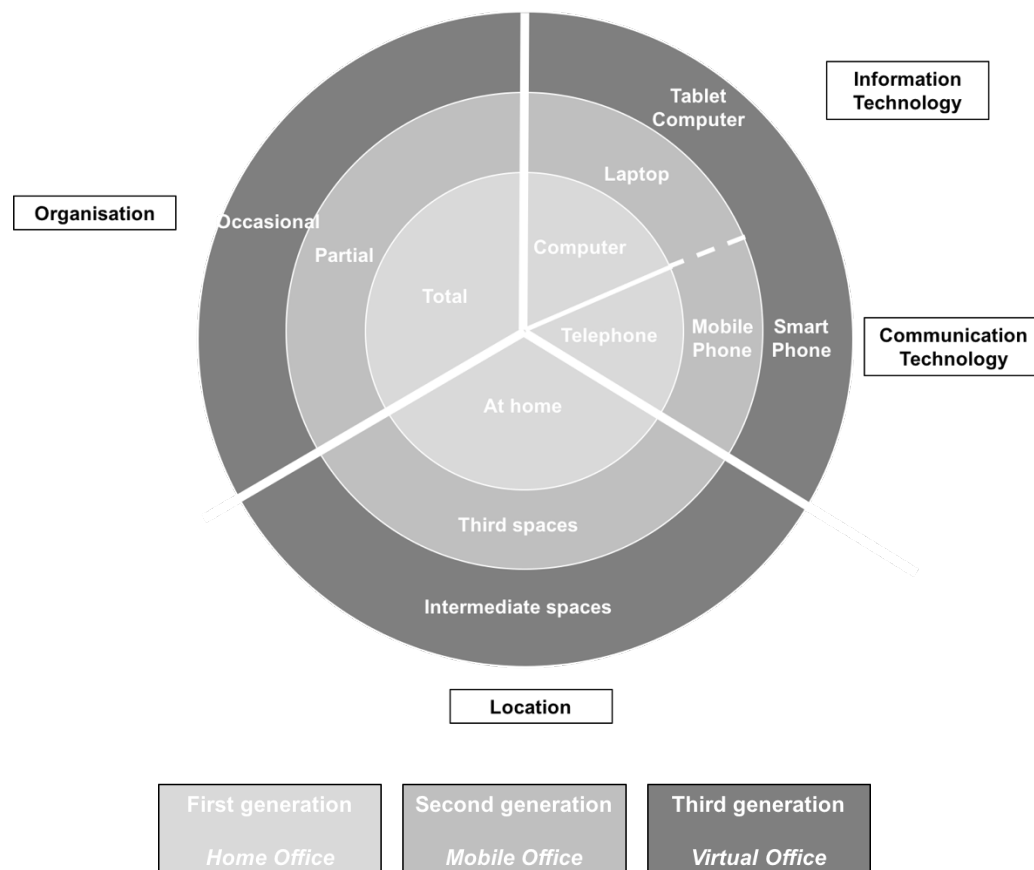 Tablet
Computer
Information
Technology
Laptop
Organisation
Occasional
Partial
Computer
Total
Telephone
Mobile
Phone
Smart
Phone
Communication
Technology
At home
Third spaces
Intermediate spaces
Location
First generation
Home Office
Second generation
Mobile Office
Third generation
Virtual Office